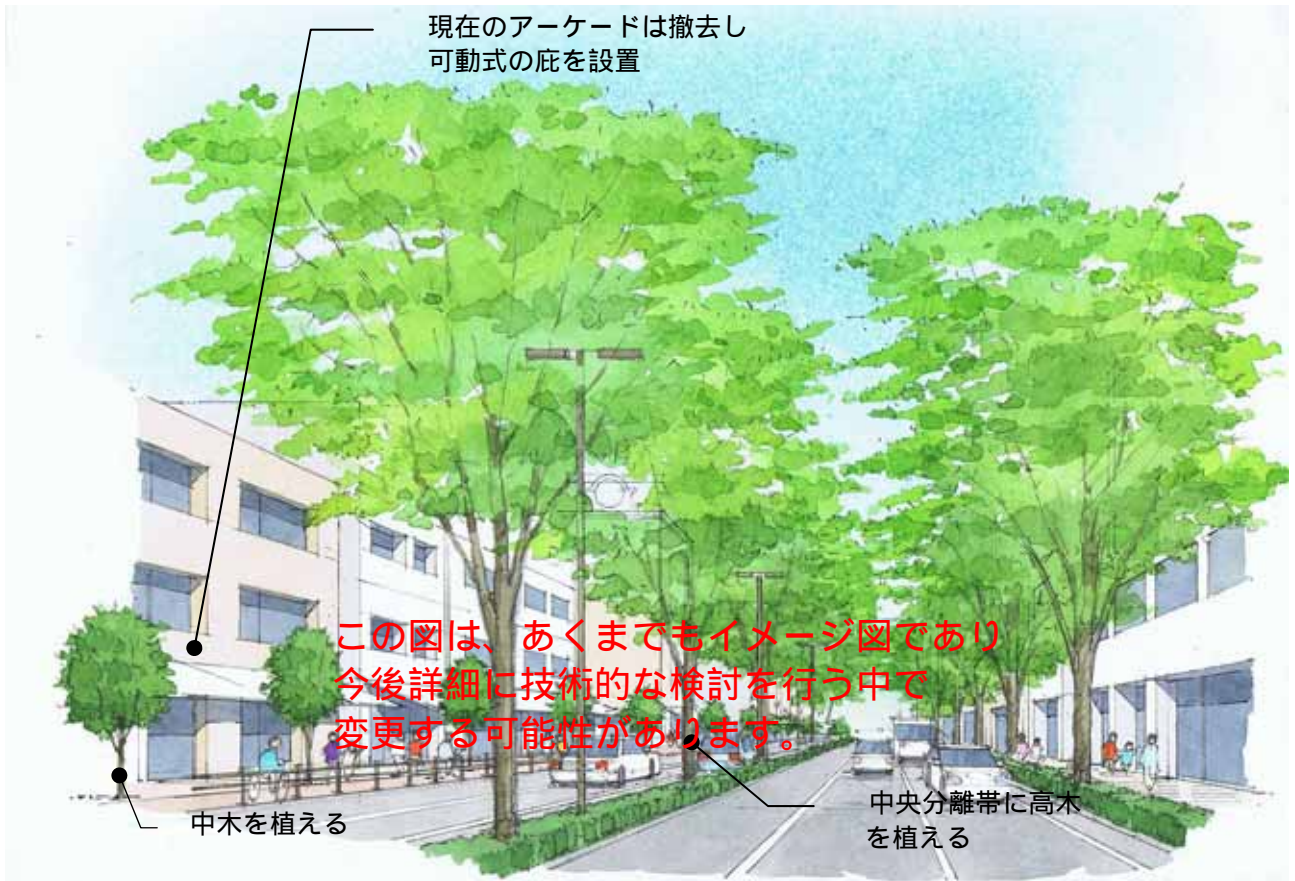 現在のアーケードは撤去し
可動式の庇を設置
この図は、あくまでもイメージ図であり
今後詳細に技術的な検討を行う中で
変更する可能性があります。
中木を植える
中央分離帯に高木
を植える